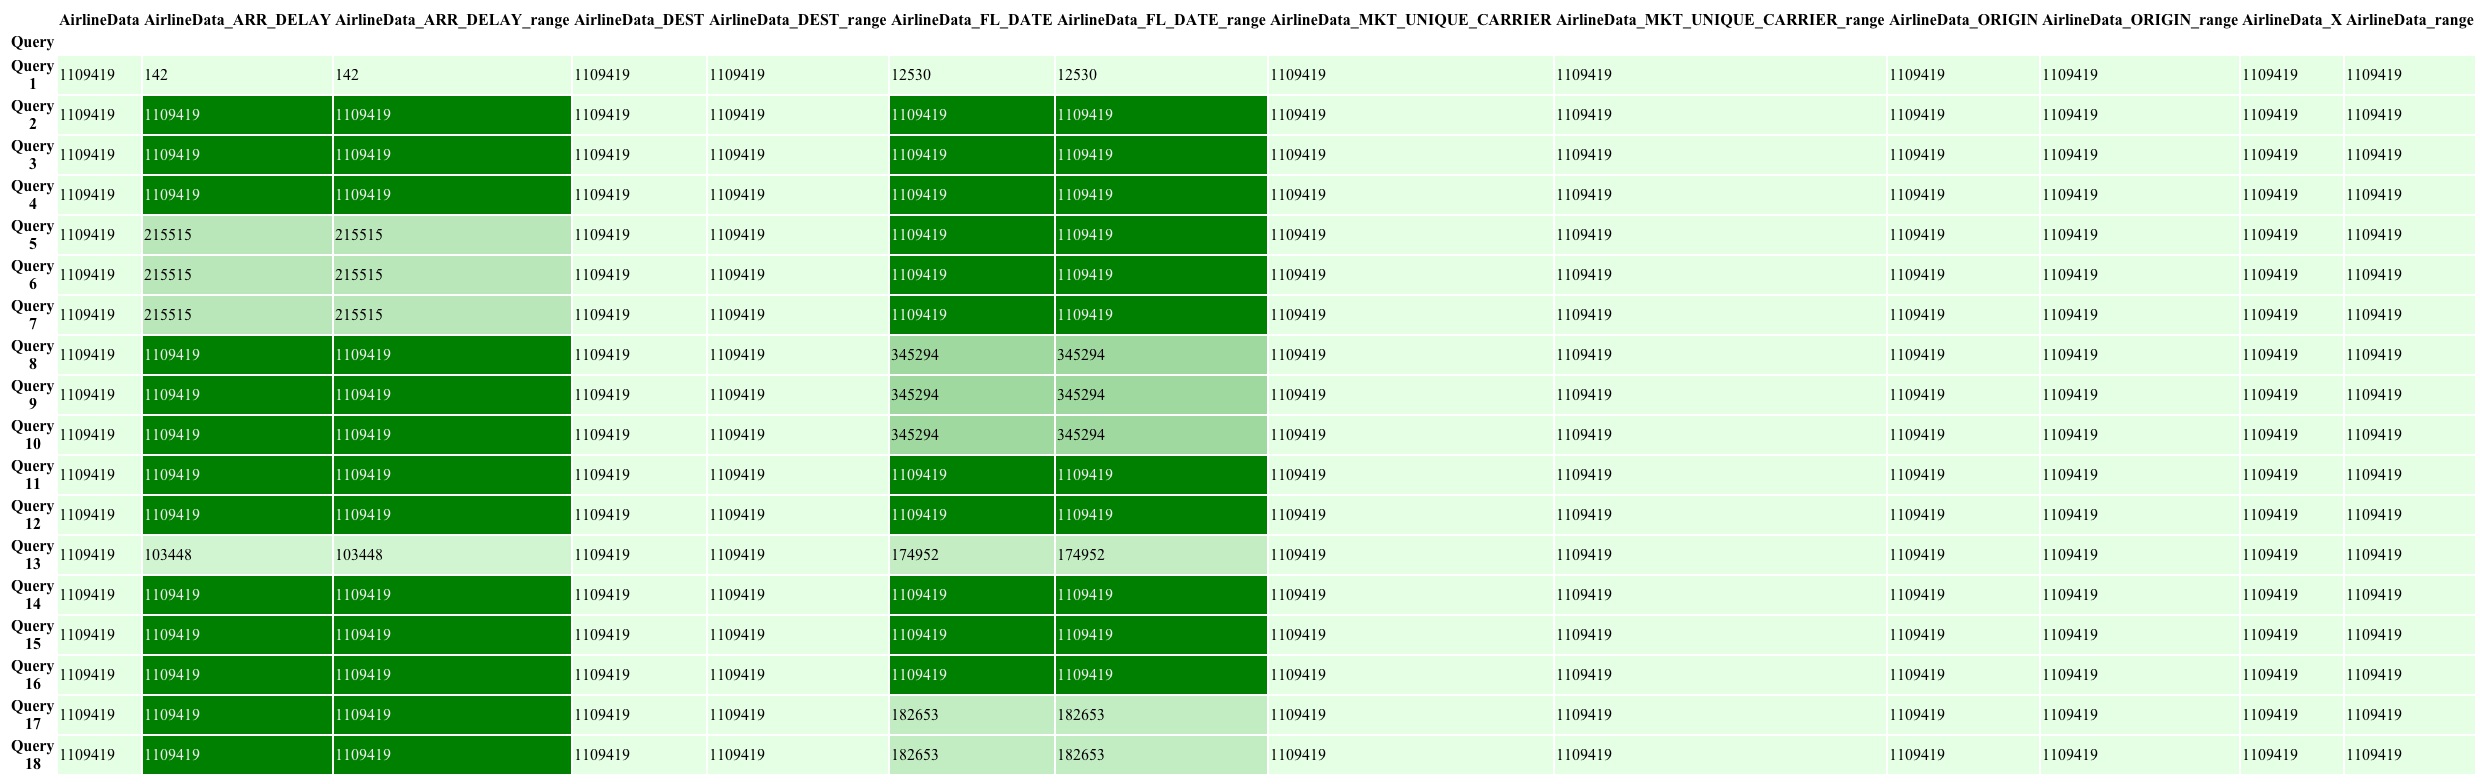 AirlineData AirlineData_ARR_DELAY AirlineData_ARR_DELAY_range AirlineData_DEST AirlineData_DEST_range AirlineData_FL_DATE AirlineData_FL_DATE_range AirlineData_MKT_UNIQUE_CARRIER AirlineData_MKT_UNIQUE_CARRIER_range AirlineData_ORIGIN AirlineData_ORIGIN_range AirlineData_X AirlineData_range
Query
Query 1 1109419 142 142 1109419 1109419 12530 12530 1109419 1109419 1109419 1109419 1109419 1109419
Query 2 1109419 1109419 1109419 1109419 1109419 1109419 1109419 1109419 1109419 1109419 1109419 1109419 1109419
Query 3 1109419 1109419 1109419 1109419 1109419 1109419 1109419 1109419 1109419 1109419 1109419 1109419 1109419
Query 4 1109419 1109419 1109419 1109419 1109419 1109419 1109419 1109419 1109419 1109419 1109419 1109419 1109419
Query 5 1109419 215515 215515 1109419 1109419 1109419 1109419 1109419 1109419 1109419 1109419 1109419 1109419
Query 6 1109419 215515 215515 1109419 1109419 1109419 1109419 1109419 1109419 1109419 1109419 1109419 1109419
Query 7 1109419 215515 215515 1109419 1109419 1109419 1109419 1109419 1109419 1109419 1109419 1109419 1109419
Query 8 1109419 1109419 1109419 1109419 1109419 345294 345294 1109419 1109419 1109419 1109419 1109419 1109419
Query 9 1109419 1109419 1109419 1109419 1109419 345294 345294 1109419 1109419 1109419 1109419 1109419 1109419
Query 10 1109419 1109419 1109419 1109419 1109419 345294 345294 1109419 1109419 1109419 1109419 1109419 1109419
Query 11 1109419 1109419 1109419 1109419 1109419 1109419 1109419 1109419 1109419 1109419 1109419 1109419 1109419
Query 12 1109419 1109419 1109419 1109419 1109419 1109419 1109419 1109419 1109419 1109419 1109419 1109419 1109419
Query 13 1109419 103448 103448 1109419 1109419 174952 174952 1109419 1109419 1109419 1109419 1109419 1109419
Query 14 1109419 1109419 1109419 1109419 1109419 1109419 1109419 1109419 1109419 1109419 1109419 1109419 1109419
Query 15 1109419 1109419 1109419 1109419 1109419 1109419 1109419 1109419 1109419 1109419 1109419 1109419 1109419
Query 16 1109419 1109419 1109419 1109419 1109419 1109419 1109419 1109419 1109419 1109419 1109419 1109419 1109419
Query 17 1109419 1109419 1109419 1109419 1109419 182653 182653 1109419 1109419 1109419 1109419 1109419 1109419
Query 18 1109419 1109419 1109419 1109419 1109419 182653 182653 1109419 1109419 1109419 1109419 1109419 1109419